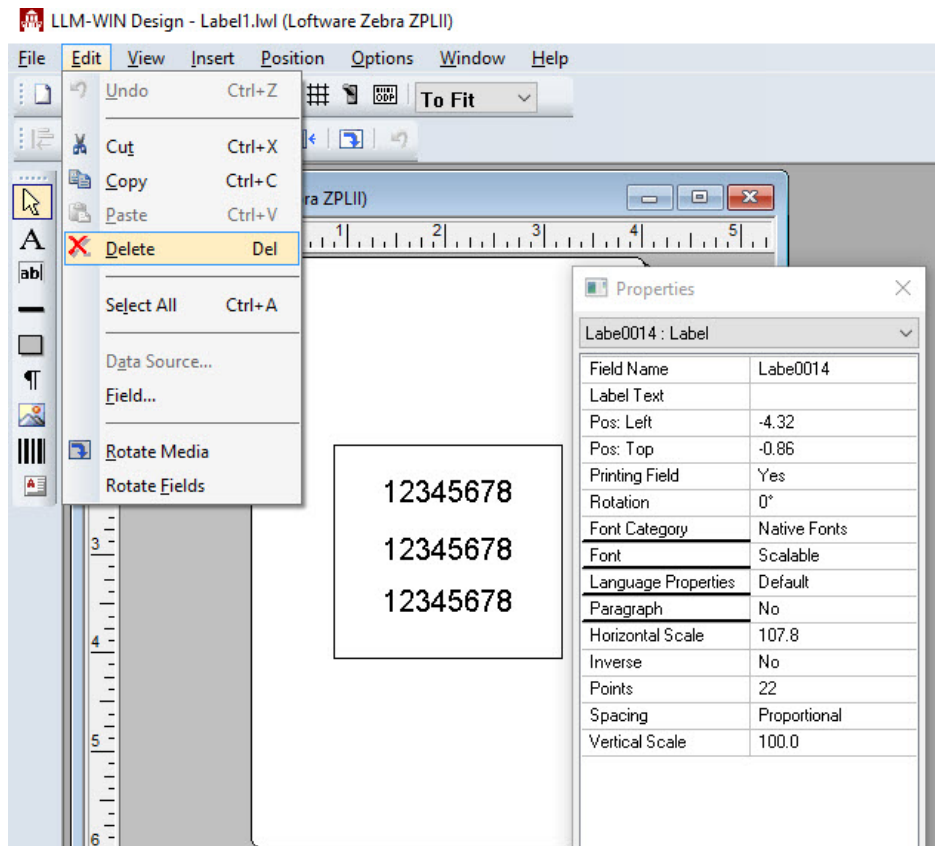 LLM-WIN Design - Label1.lwl (Loftware Zebra ZPLII)
File Edit View Insert Position Options Window Help
Undo Ctrl+Z
To Fit
Cut Ctrl+X
Copy Ctrl+C
Paste Ctrl+V
Delete Del
Select All Ctrl+A
Data Source...
Field...
Rotate Media
Rotate Fields
A
ab
ra ZPLII)
1 2 3 4 5
3
4
5
6
12345678
12345678
12345678
Properties
Labe0014 : Label
Field Name Labe0014
Label Text
Pos: Left -4.32
Pos: Top -0.86
Printing Field Yes
Rotation 0°
Font Category Native Fonts
Font Scalable
Language Properties Default
Paragraph No
Horizontal Scale 107.8
Inverse No
Points 22
Spacing Proportional
Vertical Scale 100.0